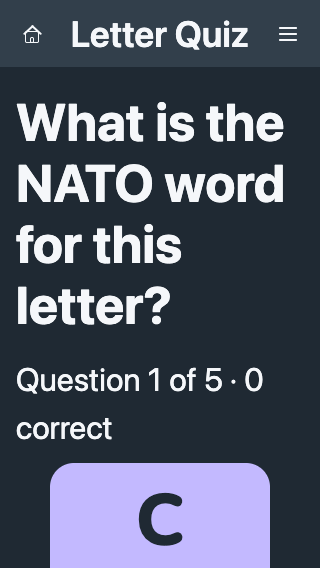 Letter Quiz
What is the
NATO word
for this
letter?
Question 1 of 5 · 0
correct
C